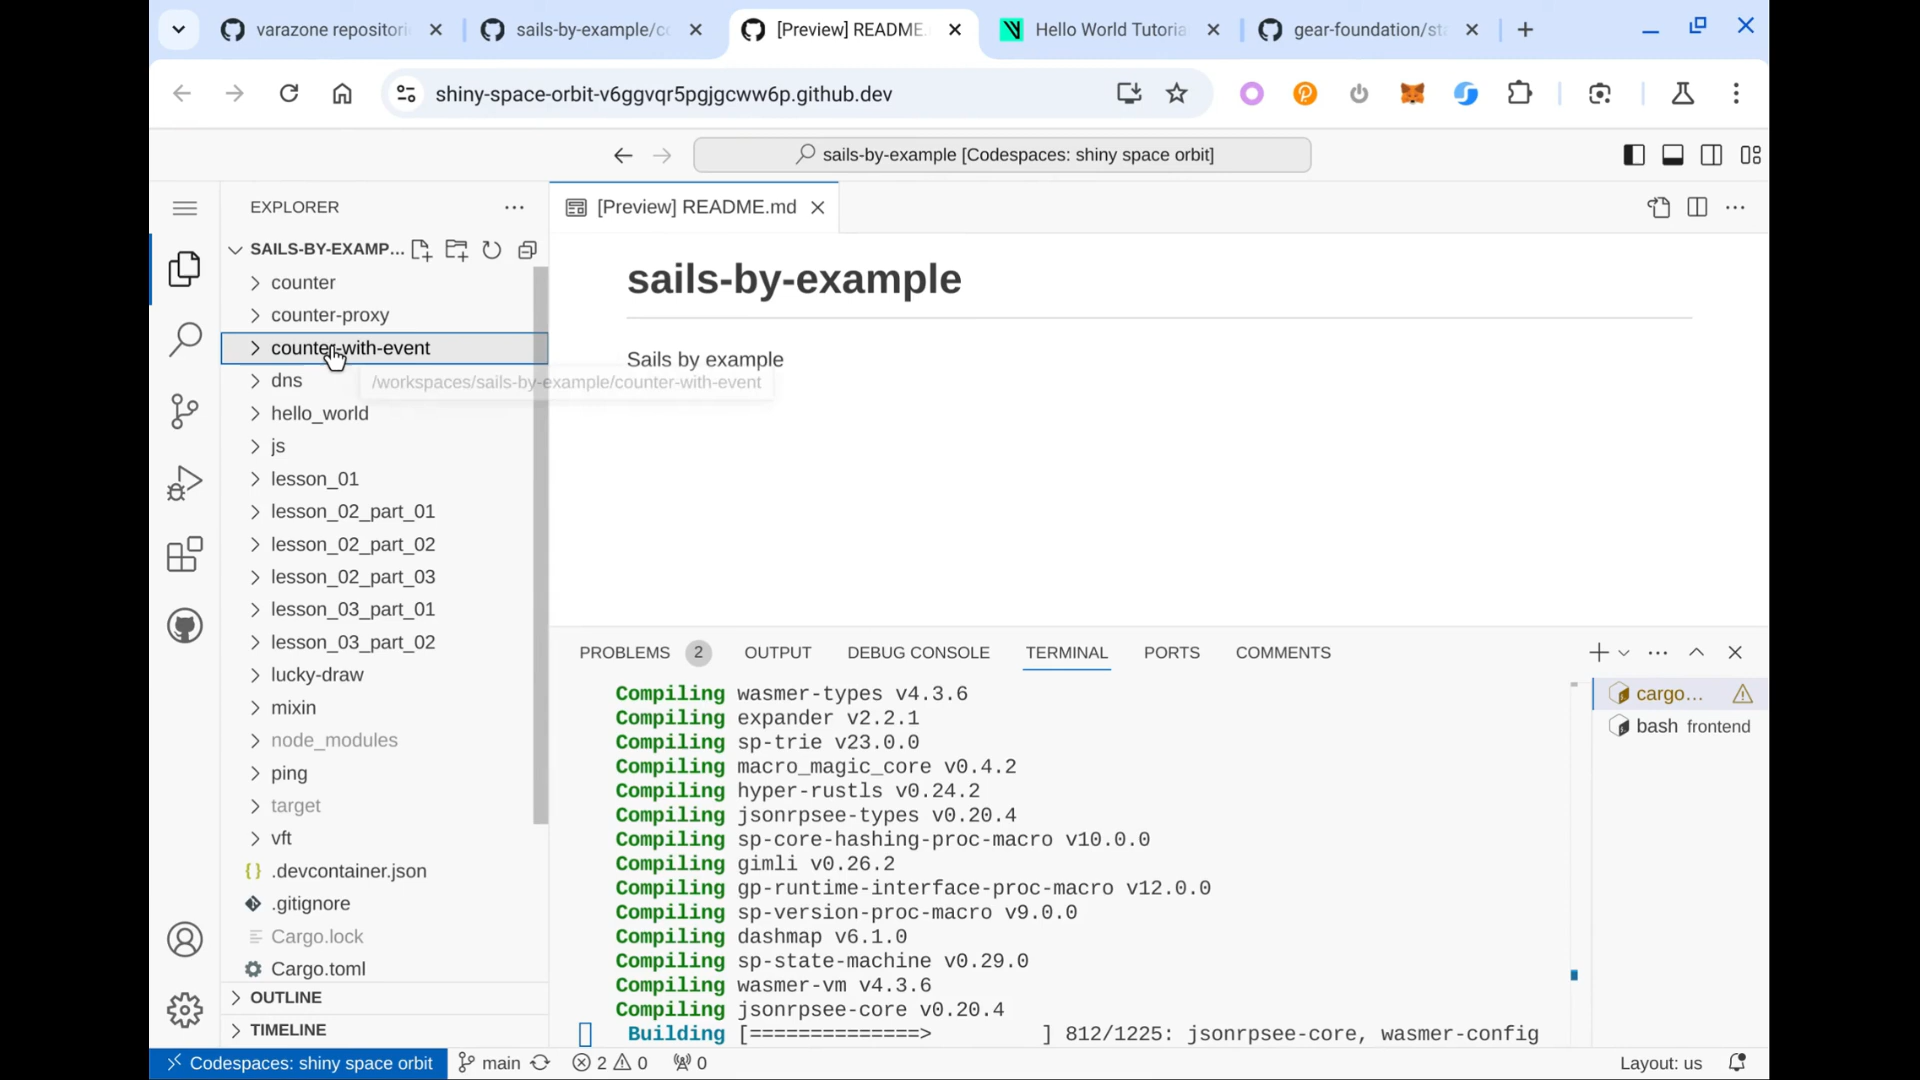 varazone repositori
sails-by-example/co
[Preview] README.
Hello World Tutoria
gear-foundation/sta
shiny-space-orbit-v6ggvqr5pgjgcww6p.github.dev
sails-by-example [Codespaces: shiny space orbit]
EXPLORER
[Preview] README.md
SAILS-BY-EXAMP...
counter
counter-proxy
counter-with-event
dns
/workspaces/sails-by-example/counter-with-event
hello_world
js
lesson_01
lesson_02_part_01
lesson_02_part_02
lesson_02_part_03
lesson_03_part_01
lesson_03_part_02
lucky-draw
mixin
node_modules
ping
target
vft
.devcontainer.json
.gitignore
Cargo.lock
Cargo.toml
OUTLINE
TIMELINE
sails-by-example
Sails by example
PROBLEMS 2 OUTPUT DEBUG CONSOLE TERMINAL PORTS COMMENTS
Compiling wasmer-types v4.3.6
Compiling expander v2.2.1
Compiling sp-trie v23.0.0
Compiling macro_magic_core v0.4.2
Compiling hyper-rustls v0.24.2
Compiling jsonrpsee-types v0.20.4
Compiling sp-core-hashing-proc-macro v10.0.0
Compiling gimli v0.26.2
Compiling gp-runtime-interface-proc-macro v12.0.0
Compiling sp-version-proc-macro v9.0.0
Compiling dashmap v6.1.0
Compiling sp-state-machine v0.29.0
Compiling wasmer-vm v4.3.6
Compiling jsonrpsee-core v0.20.4
Building [==============> ] 812/1225: jsonrpsee-core, wasmer-config
cargo...
bash frontend
Codespaces: shiny space orbit
main
2 0
0
Layout: us